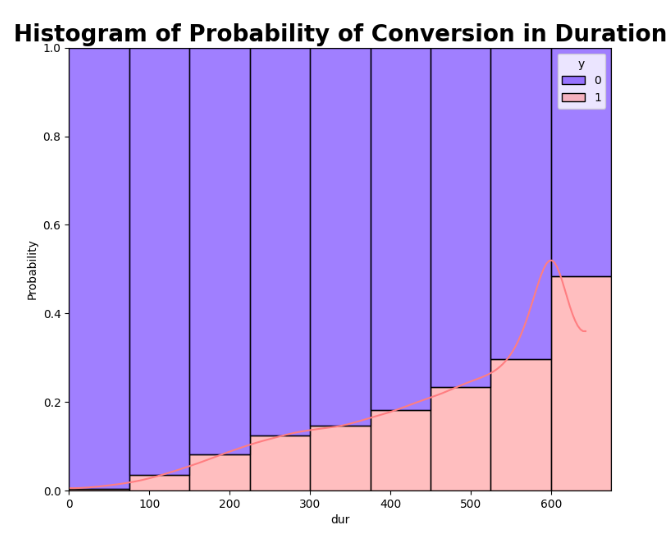 Histogram of Probability of Conversion in Duration
y
0
1
1.0
0.8
0.6
0.4
0.2
0.0
Probability
0 100 200 300 400 500 600
dur